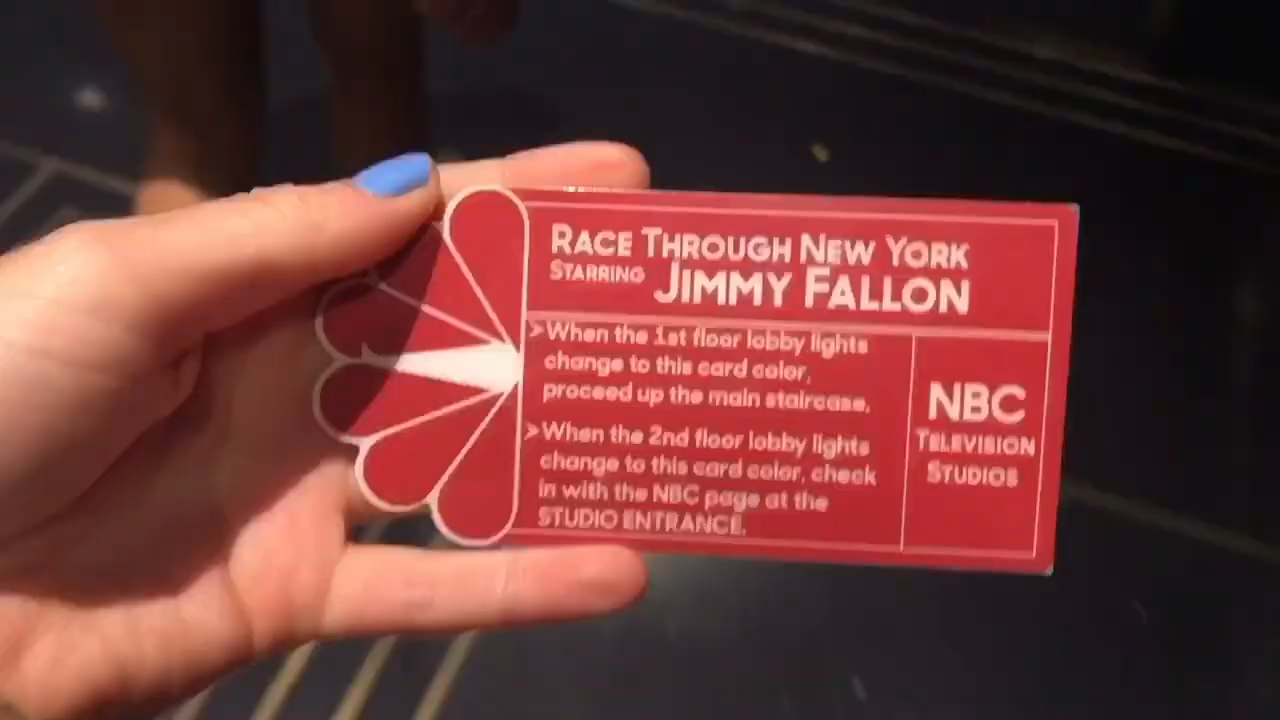 RACE THROUGH NEW YORK
STARRING JIMMY FALLON
>When the 1st floor lobby lights
change to this card color,
proceed up the main staircase.
>When the 2nd floor lobby lights
change to this card color, check
in with the NBC page at the
STUDIO ENTRANCE.
NBC
TELEVISION
STUDIOS